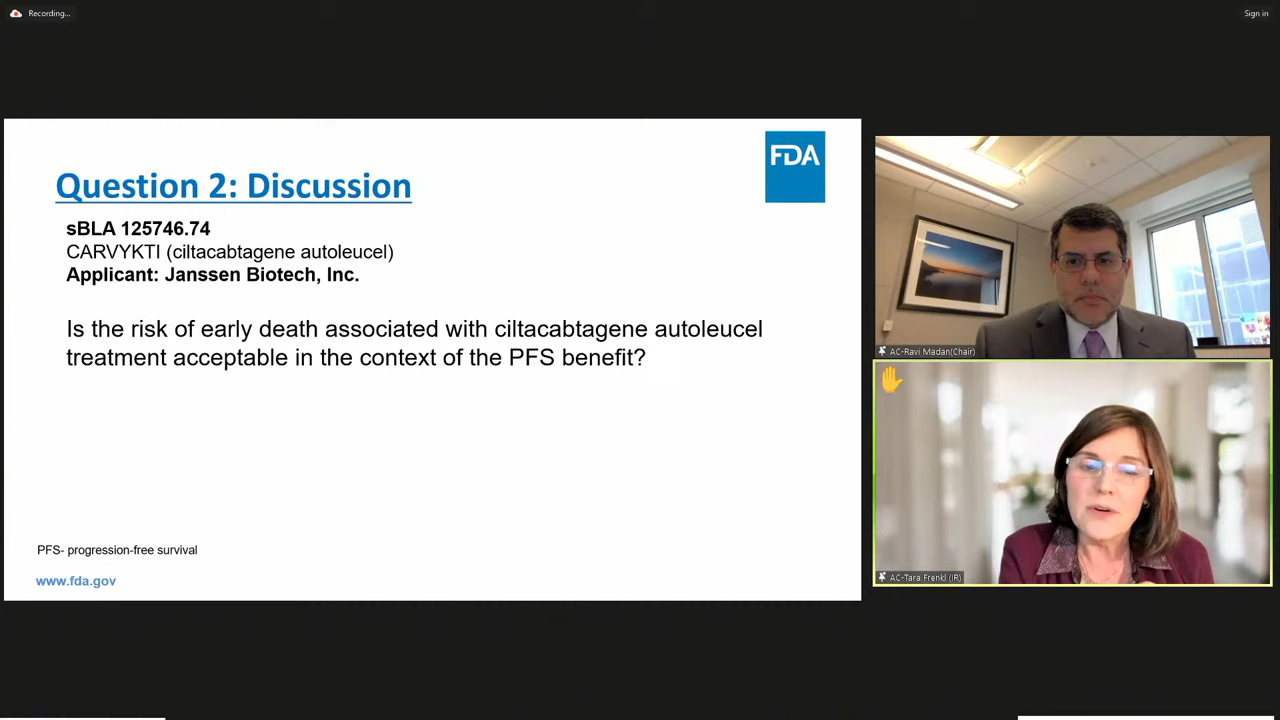 Recording...
Sign in
FDA
Question 2: Discussion
sBLA 125746.74
CARVYKTI (ciltacabtagene autoleucel)
Applicant: Janssen Biotech, Inc.
Is the risk of early death associated with ciltacabtagene autoleucel
treatment acceptable in the context of the PFS benefit?
PFS- progression-free survival
www.fda.gov
AC-Ravi Madan(Chair)
AC-Tara Frenkl (IR)